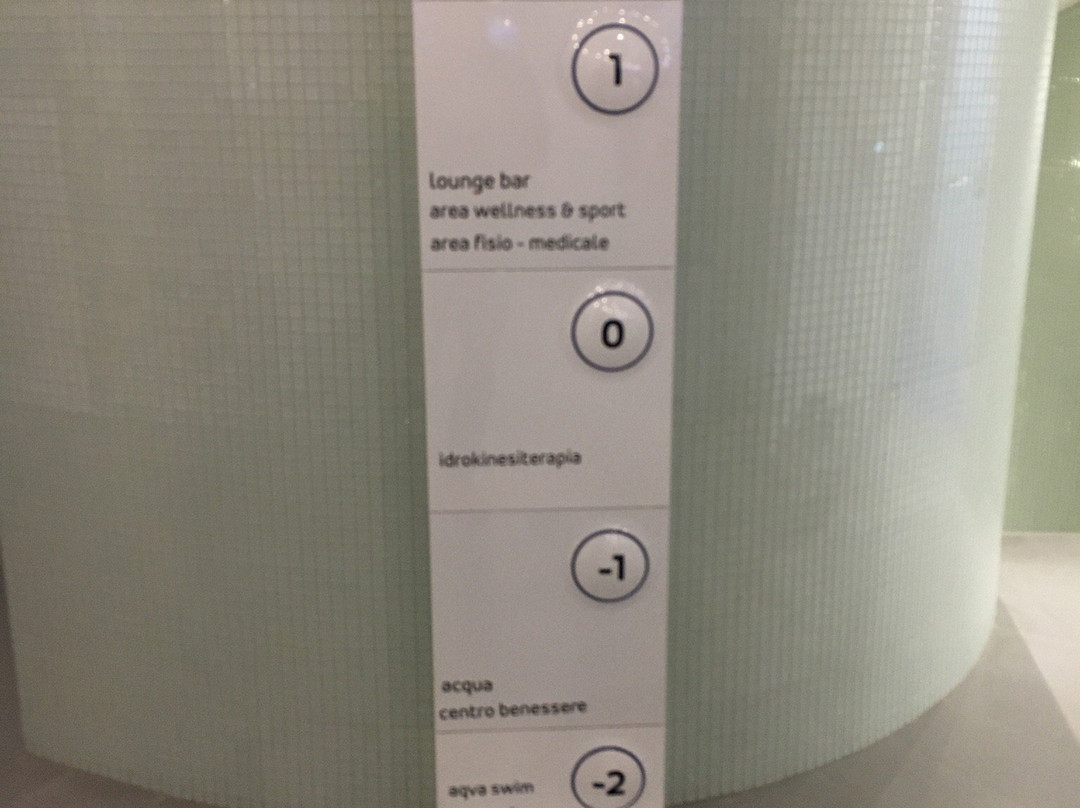 1
lounge bar
area wellness & sport
area fisio - medicale
0
idrokinesiterapia
-1
acqua
centro benessere
-2
aqva swim